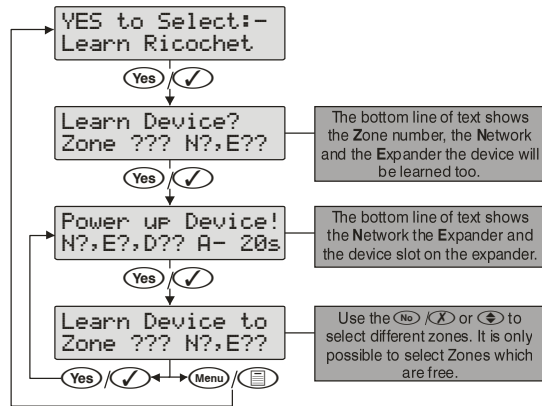 YES to Select:-
Learn Ricochet
Yes / ✓
Learn Device?
Zone ??? N?,E??
The bottom line of text shows
the Zone number, the Network
and the Expander the device will
be learned too.
Yes / ✓
Power up Device!
N?,E?,D?? A- 20s
The bottom line of text shows
the Network the Expander and
the device slot on the expander.
Yes / ✓
Learn Device to
Zone ??? N?,E??
Use the No / X or to
select different zones. It is only
possible to select Zones which
are free.
Yes / ✓ Menu /